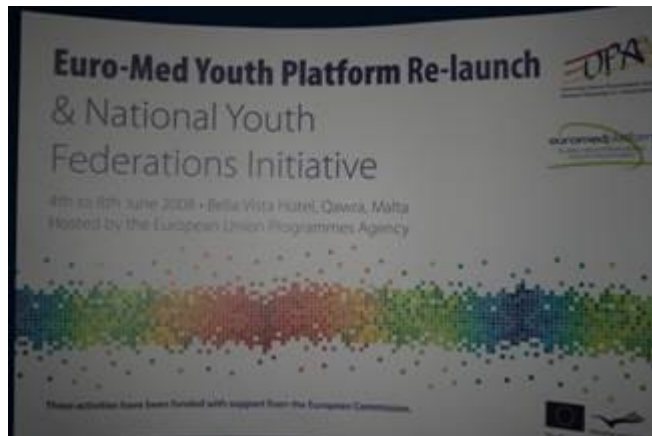 Euro-Med Youth Platform Re-launch
& National Youth
Federations Initiative
4th to 8th June 2008 • Bella Vista Hotel, Qawra, Malta
Hosted by the European Union Programmes Agency
UPA
euromed
These activities have been funded with support from the European Commission.